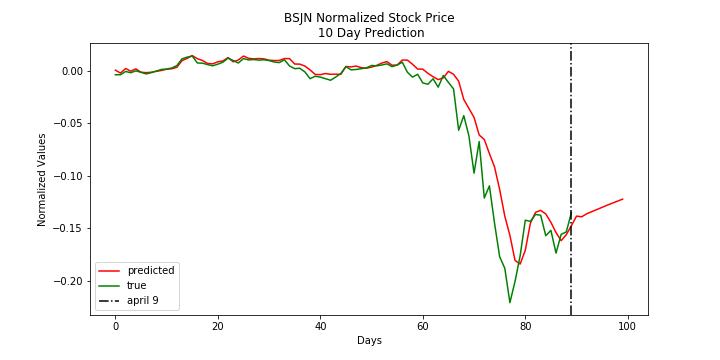 BSJN Normalized Stock Price
10 Day Prediction
Normalized Values
0.00
−0.05
−0.10
−0.15
−0.20
predicted
true
april 9
0 20 40 60 80 100
Days